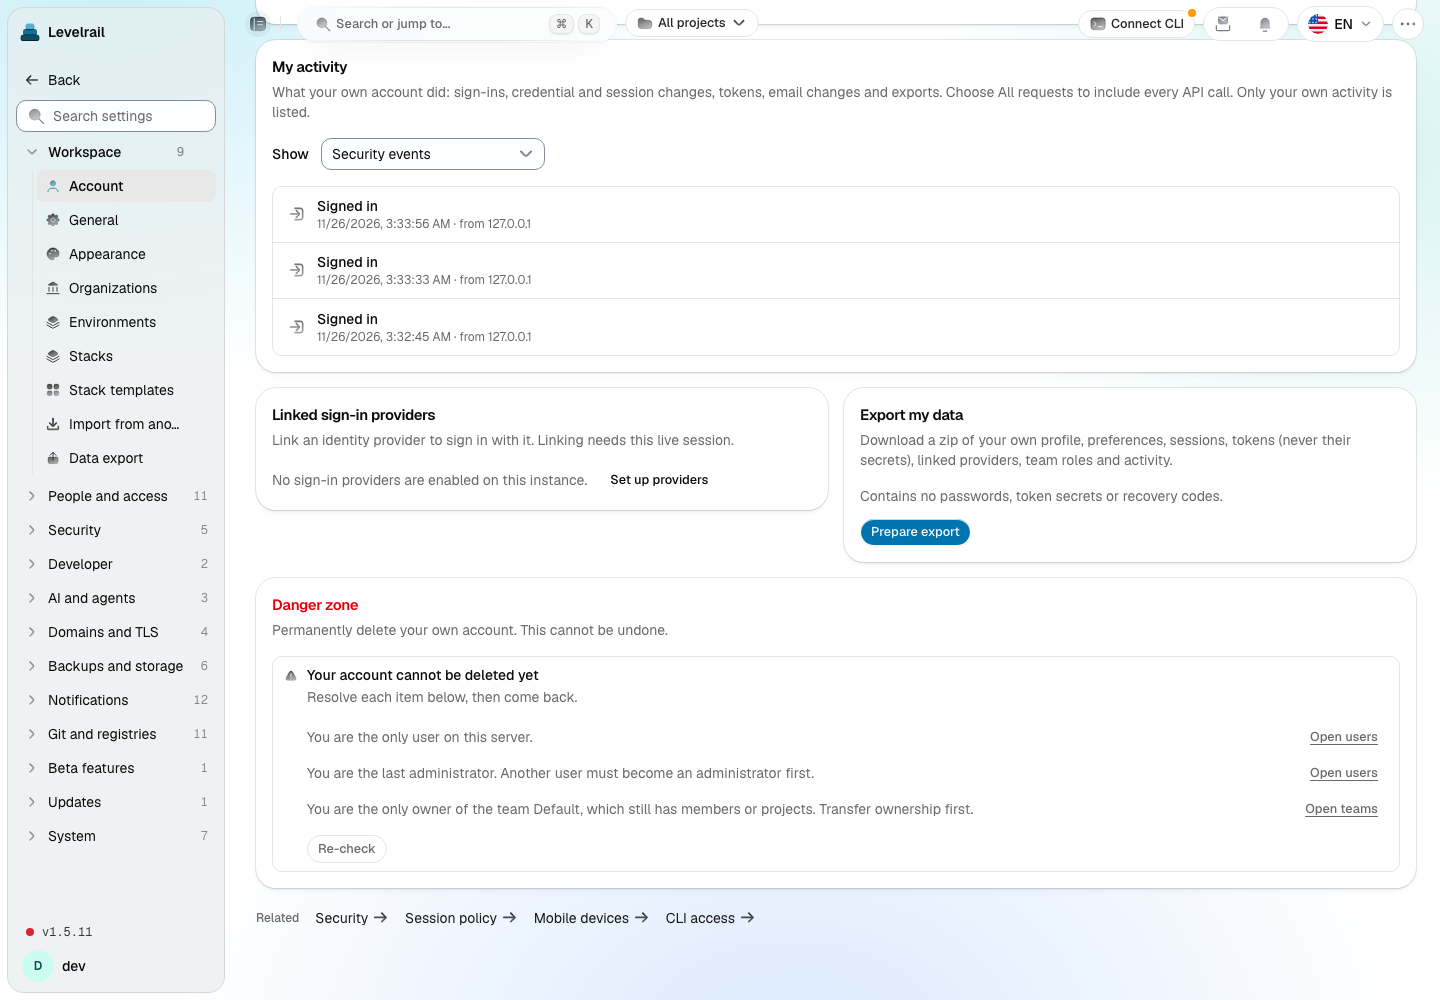 Levelrail
Search or jump to...
⌘ K
All projects
Connect CLI
EN
Back
Search settings
Workspace 9
Account
General
Appearance
Organizations
Environments
Stacks
Stack templates
Import from ano...
Data export
People and access 11
Security 5
Developer 2
AI and agents 3
Domains and TLS 4
Backups and storage 6
Notifications 12
Git and registries 11
Beta features 1
Updates 1
System 7
v1.5.11
D dev
My activity
What your own account did: sign-ins, credential and session changes, tokens, email changes and exports. Choose All requests to include every API call. Only your own activity is
listed.
Show Security events
Signed in
11/26/2026, 3:33:56 AM · from 127.0.0.1
Signed in
11/26/2026, 3:33:33 AM · from 127.0.0.1
Signed in
11/26/2026, 3:32:45 AM · from 127.0.0.1
Linked sign-in providers
Link an identity provider to sign in with it. Linking needs this live session.
No sign-in providers are enabled on this instance. Set up providers
Export my data
Download a zip of your own profile, preferences, sessions, tokens (never their
secrets), linked providers, team roles and activity.
Contains no passwords, token secrets or recovery codes.
Prepare export
Danger zone
Permanently delete your own account. This cannot be undone.
Your account cannot be deleted yet
Resolve each item below, then come back.
You are the only user on this server. Open users
You are the last administrator. Another user must become an administrator first. Open users
You are the only owner of the team Default, which still has members or projects. Transfer ownership first. Open teams
Re-check
Related Security Session policy Mobile devices CLI access